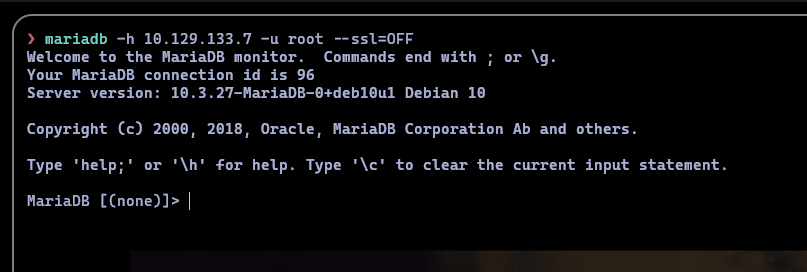 ❯ mariadb -h 10.129.133.7 -u root --ssl=OFF
Welcome to the MariaDB monitor.  Commands end with ; or \g.
Your MariaDB connection id is 96
Server version: 10.3.27-MariaDB-0+deb10u1 Debian 10
Copyright (c) 2000, 2018, Oracle, MariaDB Corporation Ab and others.
Type 'help;' or '\h' for help. Type '\c' to clear the current input statement.
MariaDB [(none)]>